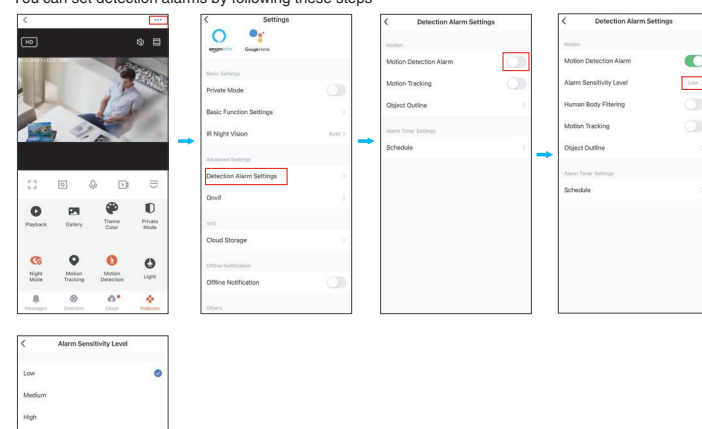 You can set detection alarms by following these steps
HD
Playback
Gallery
Theme Color
Private Mode
Night Mode
Motion Tracking
Motion Detection
Light
Messages
Direction
Cloud
Features
Settings
amazon alexa
Google Home
Basic Settings
Private Mode
Basic Function Settings
IR Night Vision Auto >
Advanced Settings
Detection Alarm Settings
Onvif
VAS
Cloud Storage
Offline Notification
Offline Notification
Others
Detection Alarm Settings
Motion
Motion Detection Alarm
Motion Tracking
Object Outline
Alarm Timer Settings
Schedule
Detection Alarm Settings
Motion
Motion Detection Alarm
Alarm Sensitivity Level Low
Human Body Filtering
Motion Tracking
Object Outline
Alarm Timer Settings
Schedule
Alarm Sensitivity Level
Low
Medium
High